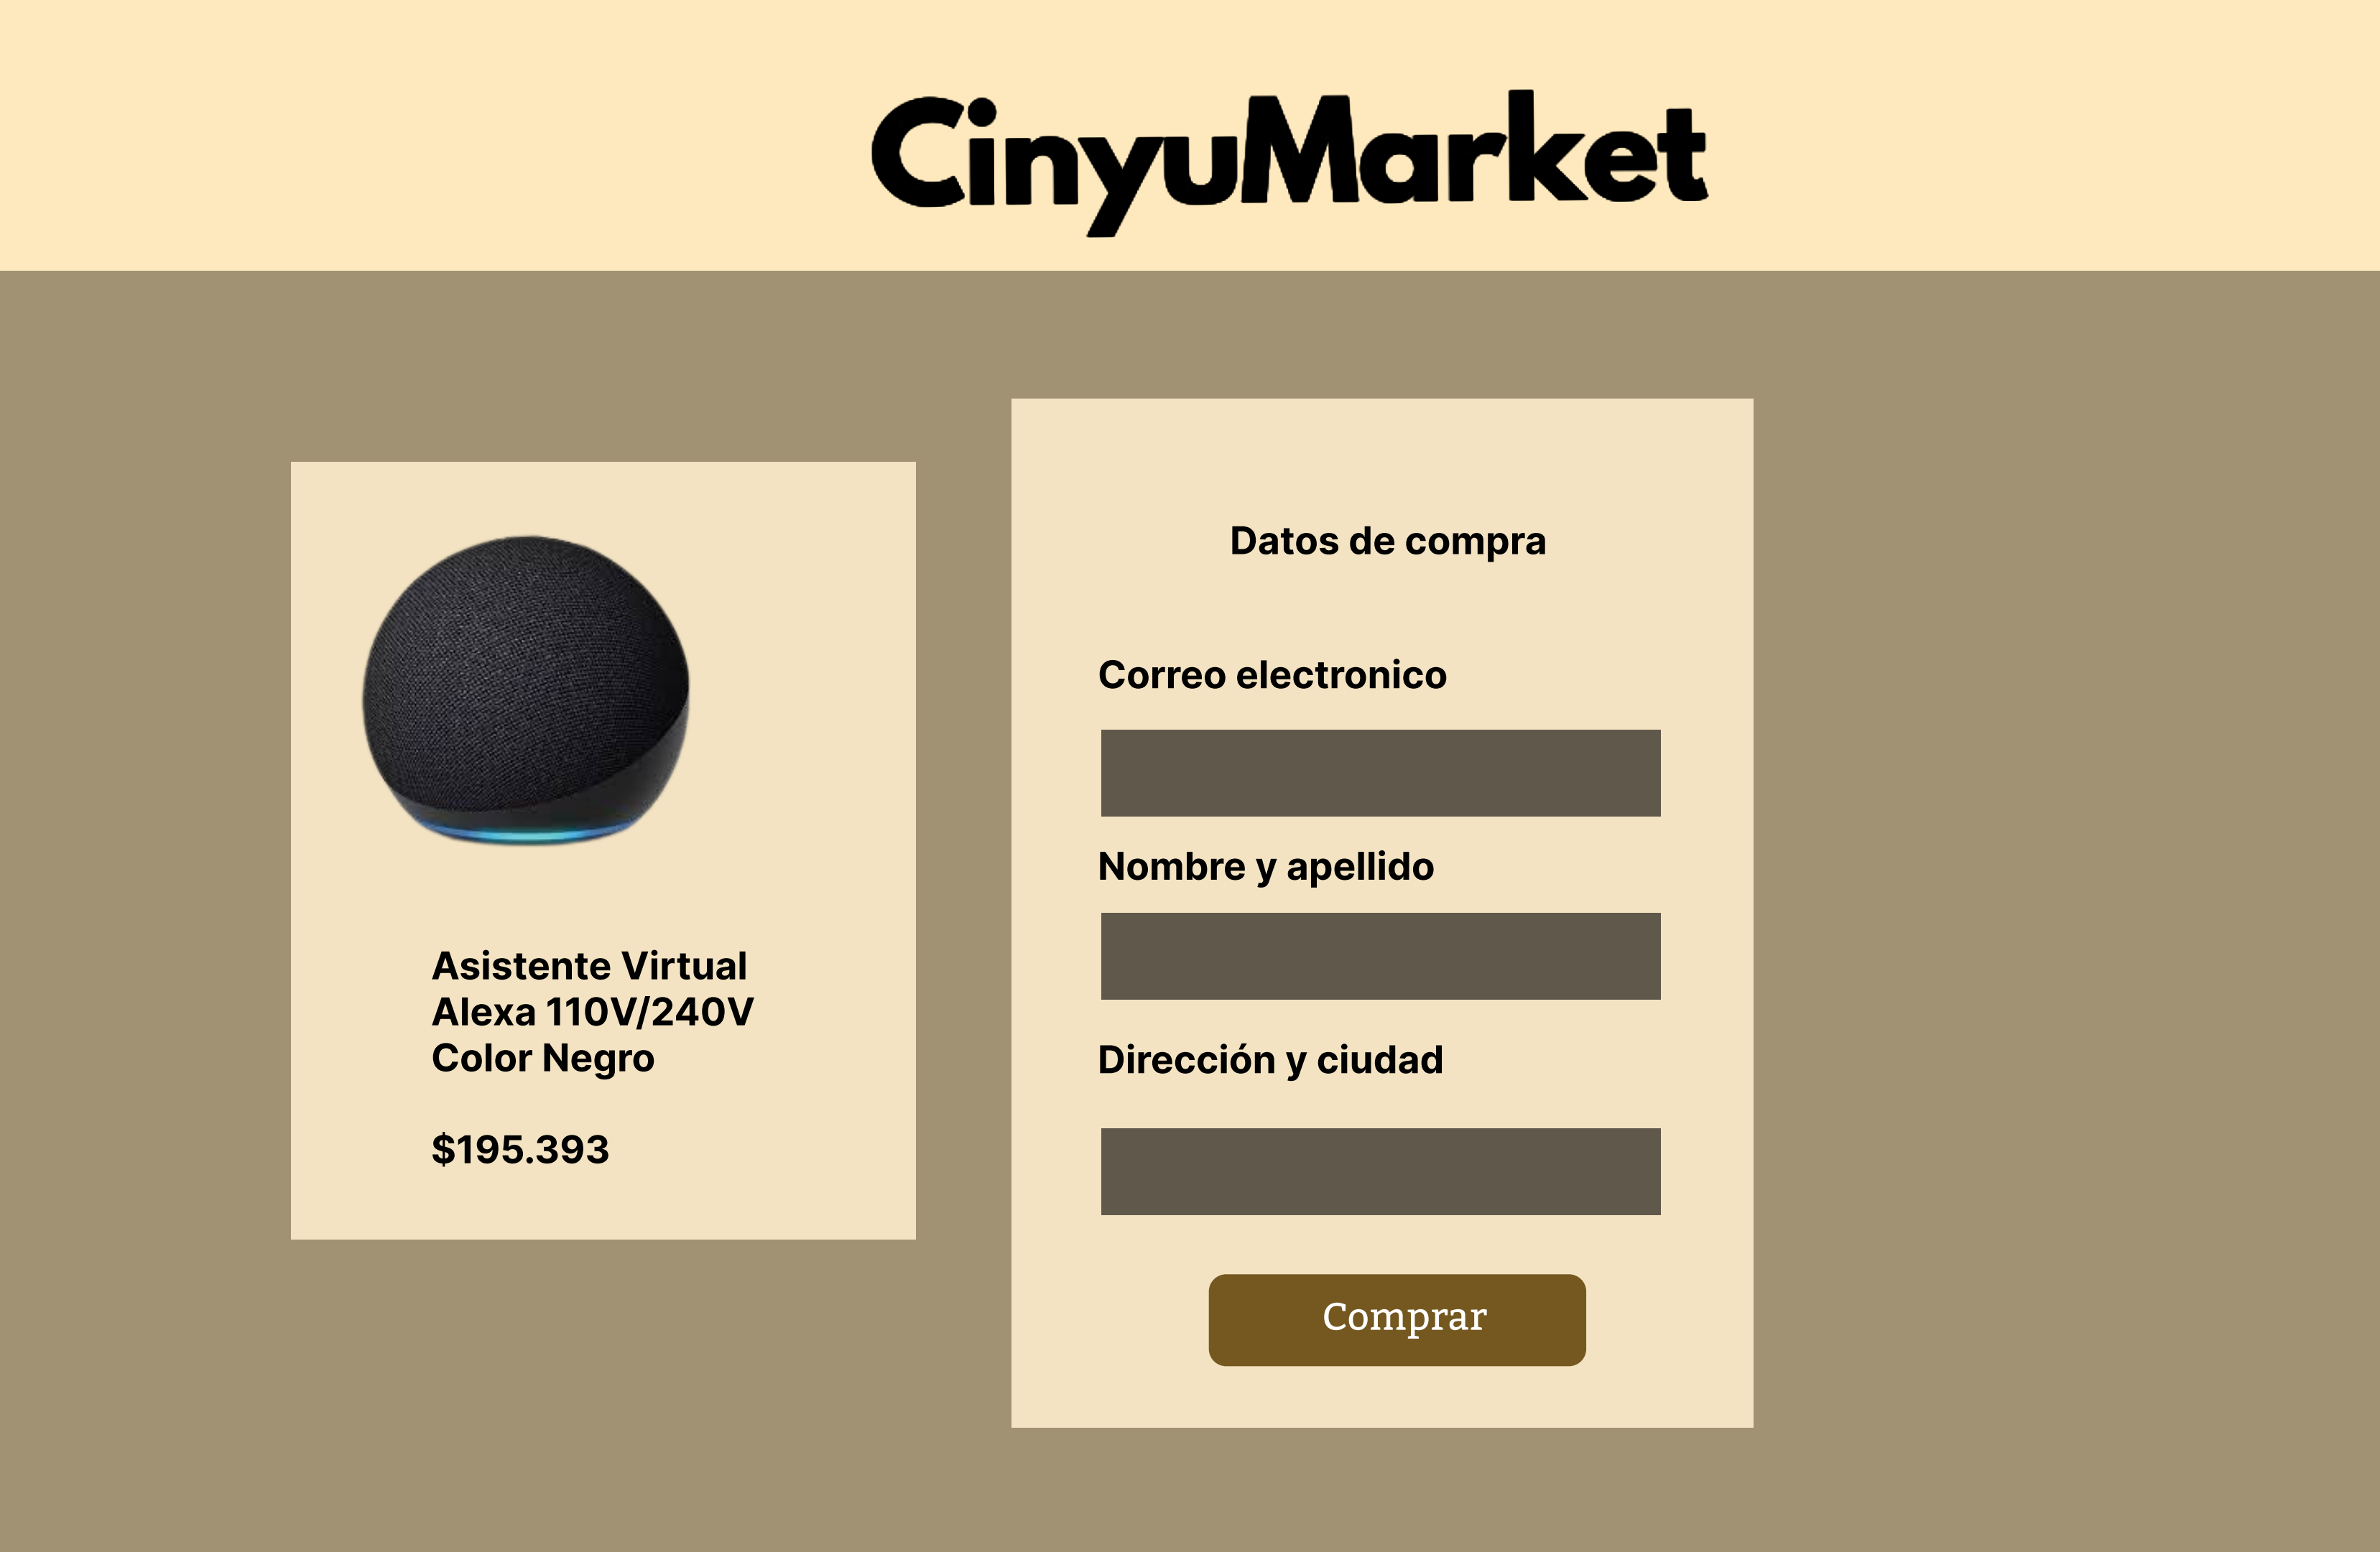 CinyuMarket
Asistente Virtual
Alexa 110V/240V
Color Negro
$195.393
Datos de compra
Correo electronico
Nombre y apellido
Dirección y ciudad
Comprar